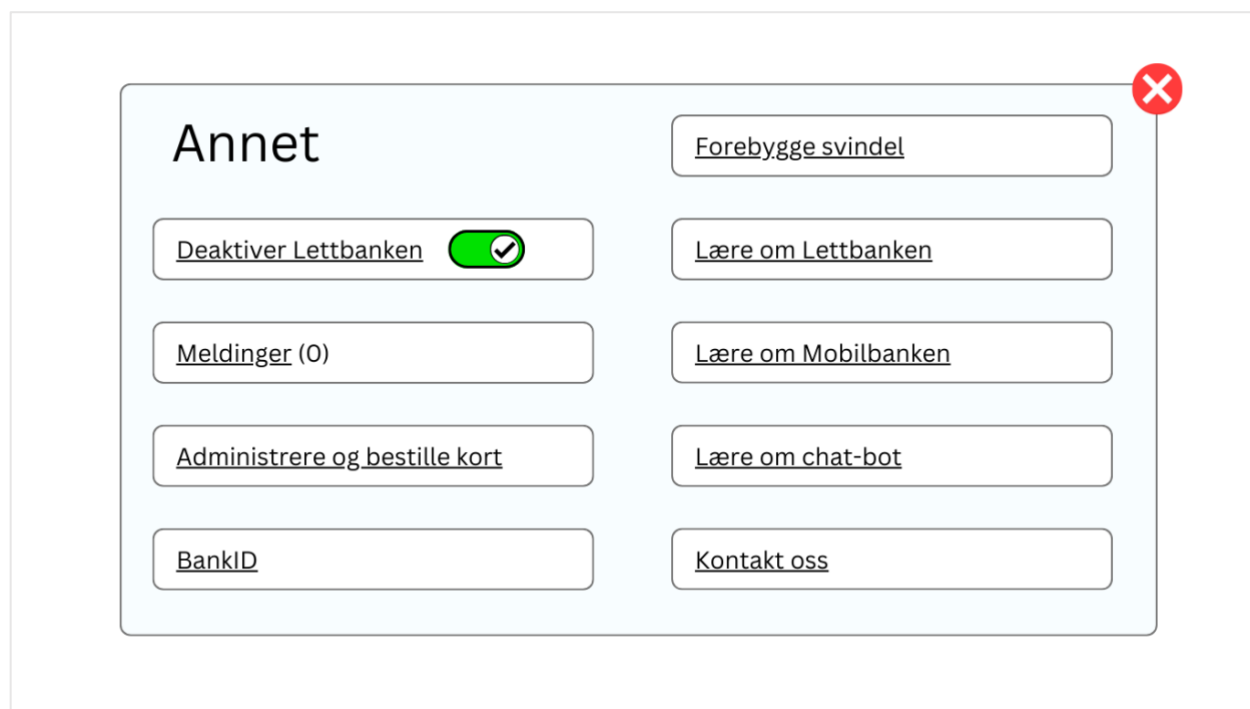 Annet
Deaktiver Lettbanken
Meldinger (0)
Administrere og bestille kort
BankID
Forebygge svindel
Lære om Lettbanken
Lære om Mobilbanken
Lære om chat-bot
Kontakt oss